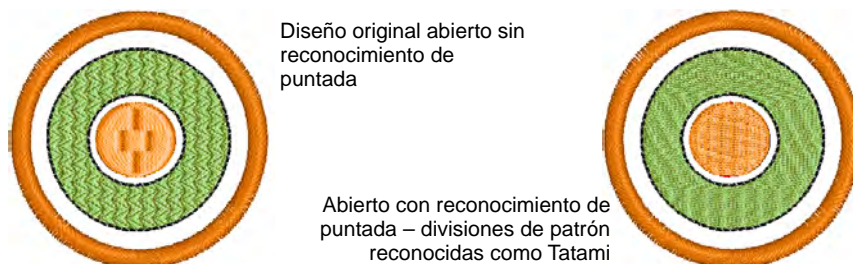 Diseño original abierto sin
reconocimiento de
puntada
Abierto con reconocimiento de
puntada – divisiones de patrón
reconocidas como Tatami